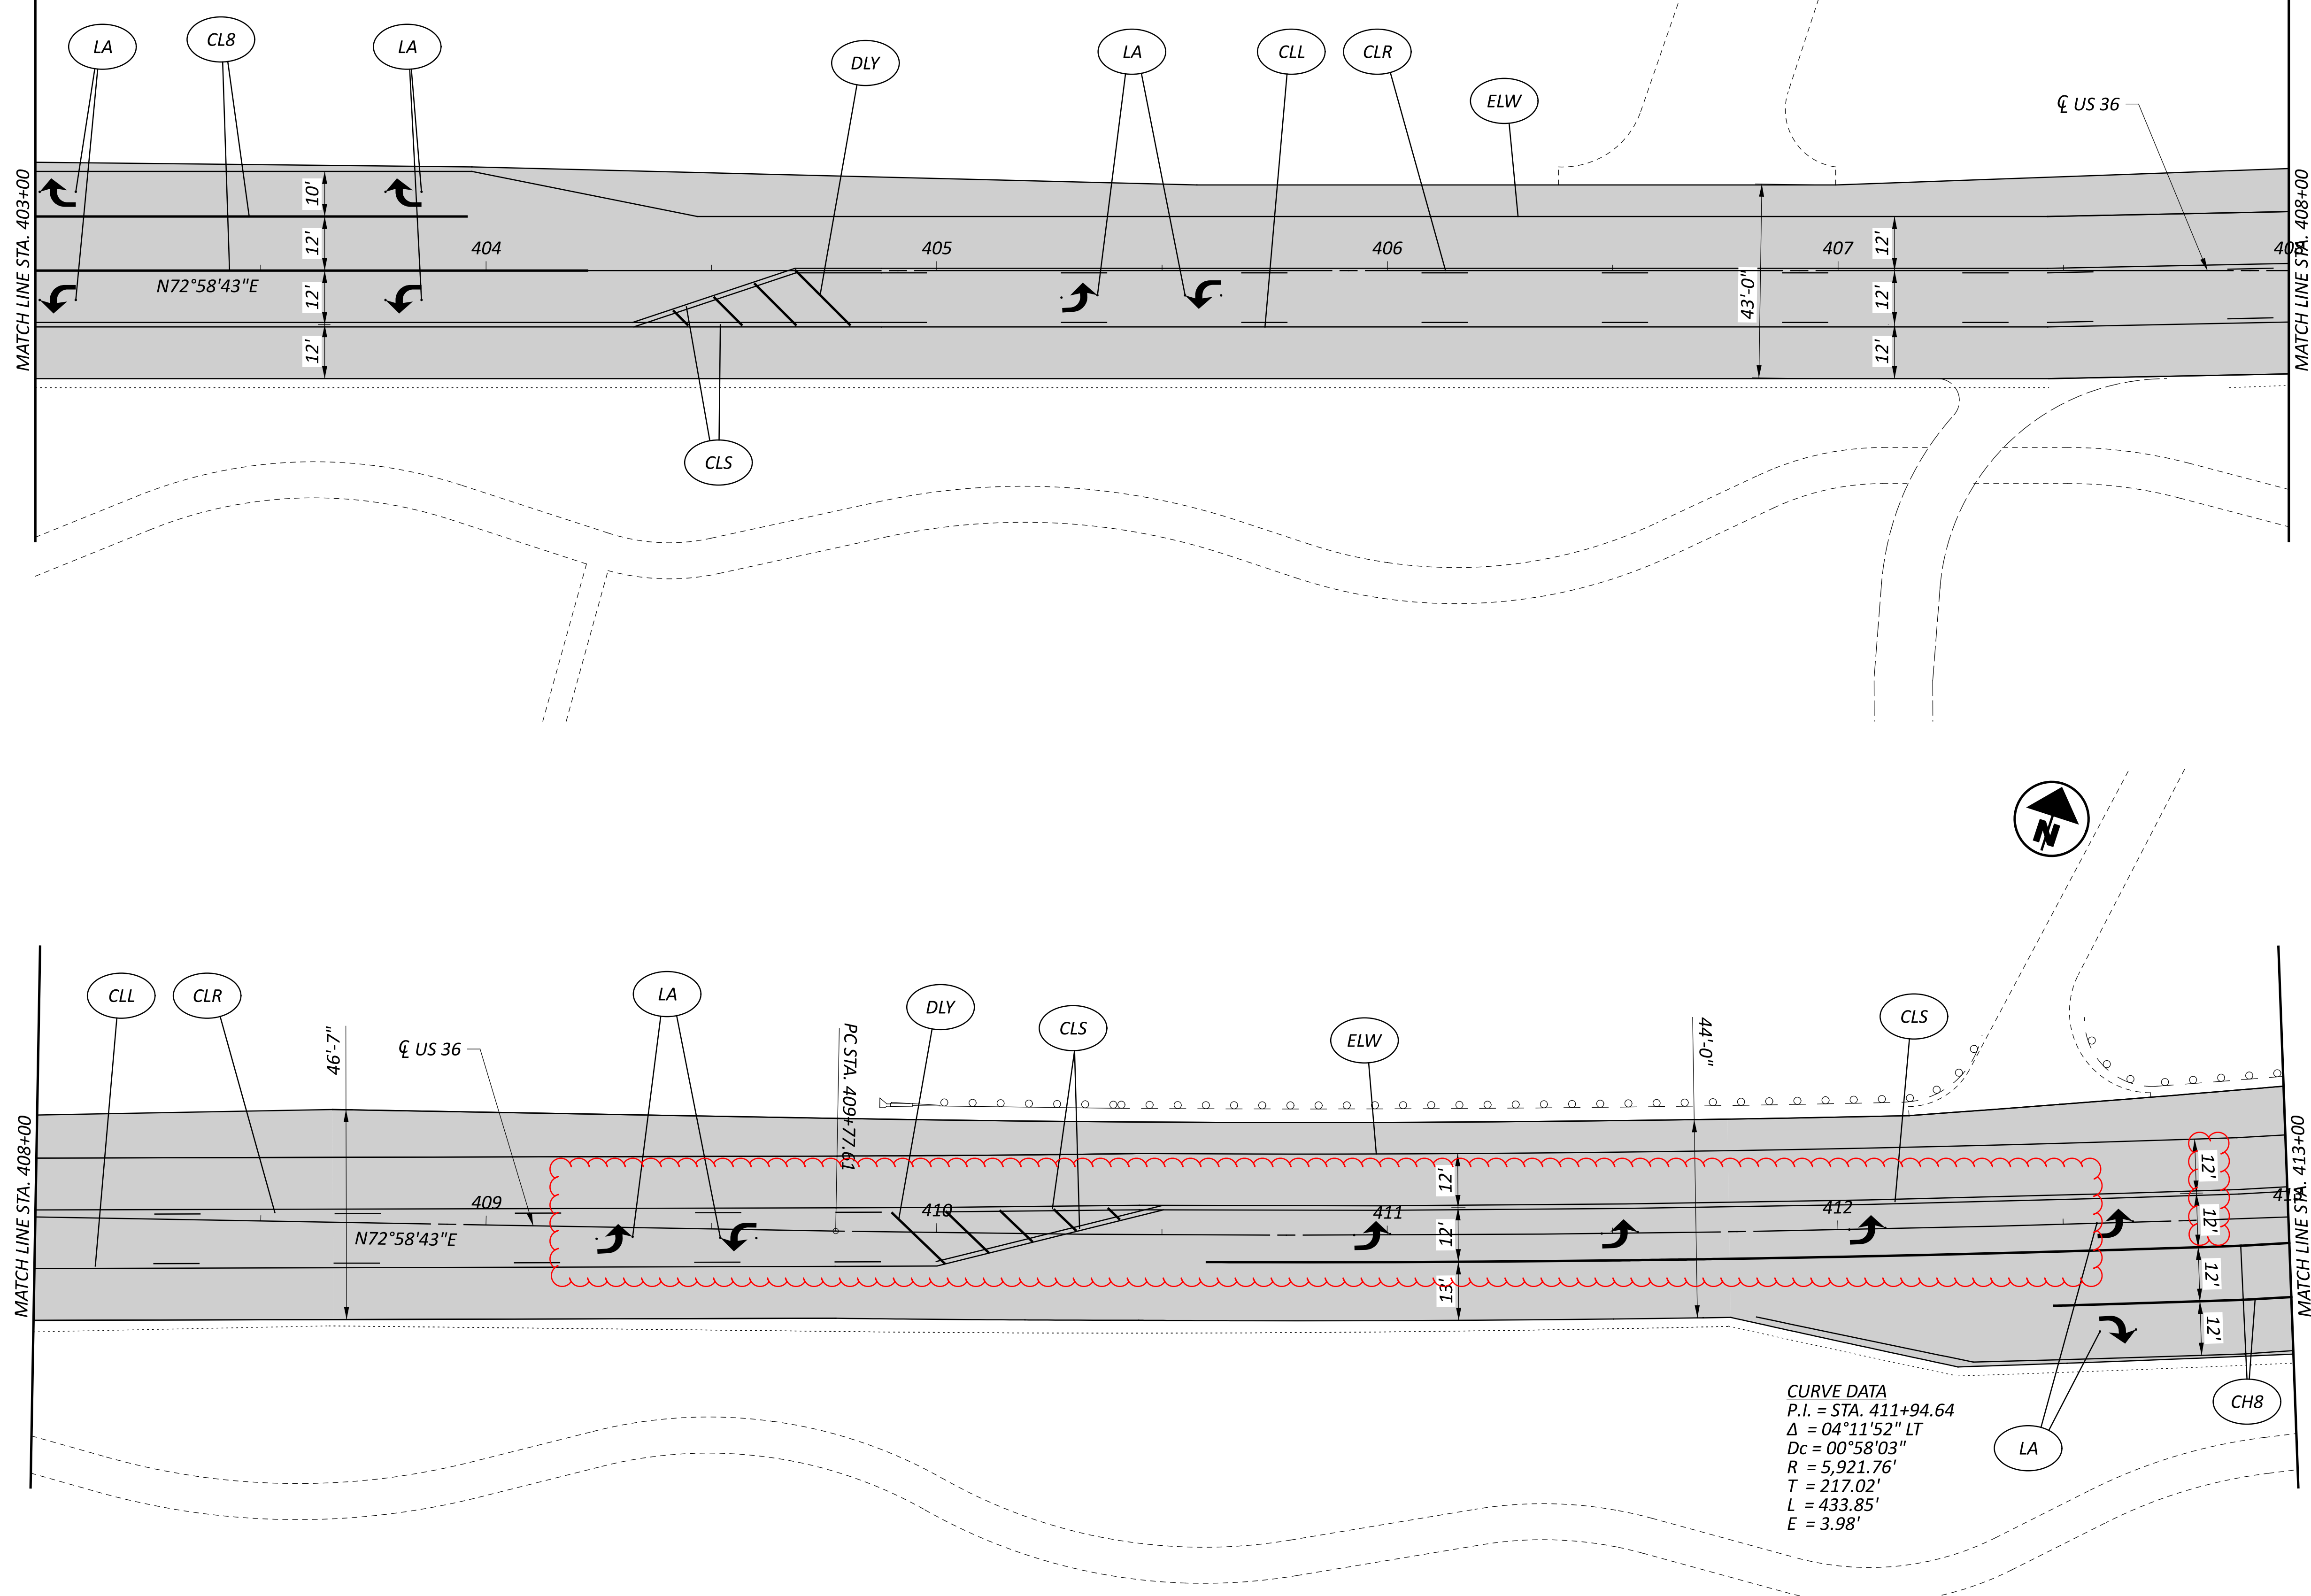 LA
CL8
LA
DLY
LA
CLL
CLR
ELW
℄ US 36
MATCH LINE STA. 403+00
MATCH LINE STA. 408+00
10'
12'
12'
12'
404
405
406
407
408
N72°58'43"E
43'-0"
12'
12'
12'
CLS
N
CLL
CLR
46'-7"
℄ US 36
LA
PC STA. 409+77.61
DLY
CLS
ELW
44'-0"
CLS
MATCH LINE STA. 408+00
MATCH LINE STA. 413+00
409
410
411
412
N72°58'43"E
12'
12'
13'
12'
12'
12'
12'
CURVE DATA
P.I. = STA. 411+94.64
Δ = 04°11'52" LT
Dc = 00°58'03"
R = 5,921.76'
T = 217.02'
L = 433.85'
E = 3.98'
LA
CH8